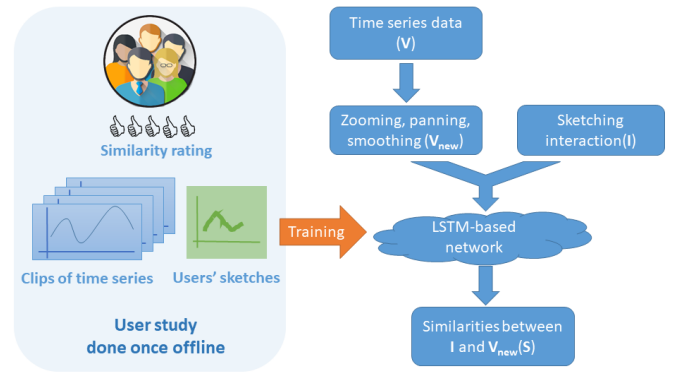 Similarity rating
Clips of time series
Users' sketches
User study
done once offline
Training
Time series data
(V)
Zooming, panning,
smoothing (Vnew)
Sketching
interaction(I)
LSTM-based
network
Similarities between
I and Vnew(S)